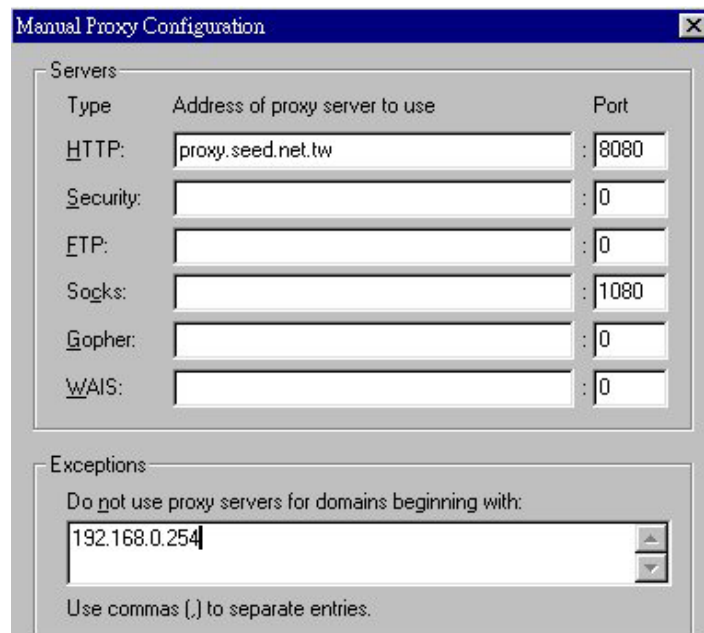 Manual Proxy Configuration
Servers
Type Address of proxy server to use Port
HTTP: proxy.seed.net.tw : 8080
Security: : 0
FTP: : 0
Socks: : 1080
Gopher: : 0
WAIS: : 0
Exceptions
Do not use proxy servers for domains beginning with:
192.168.0.254
Use commas (,) to separate entries.